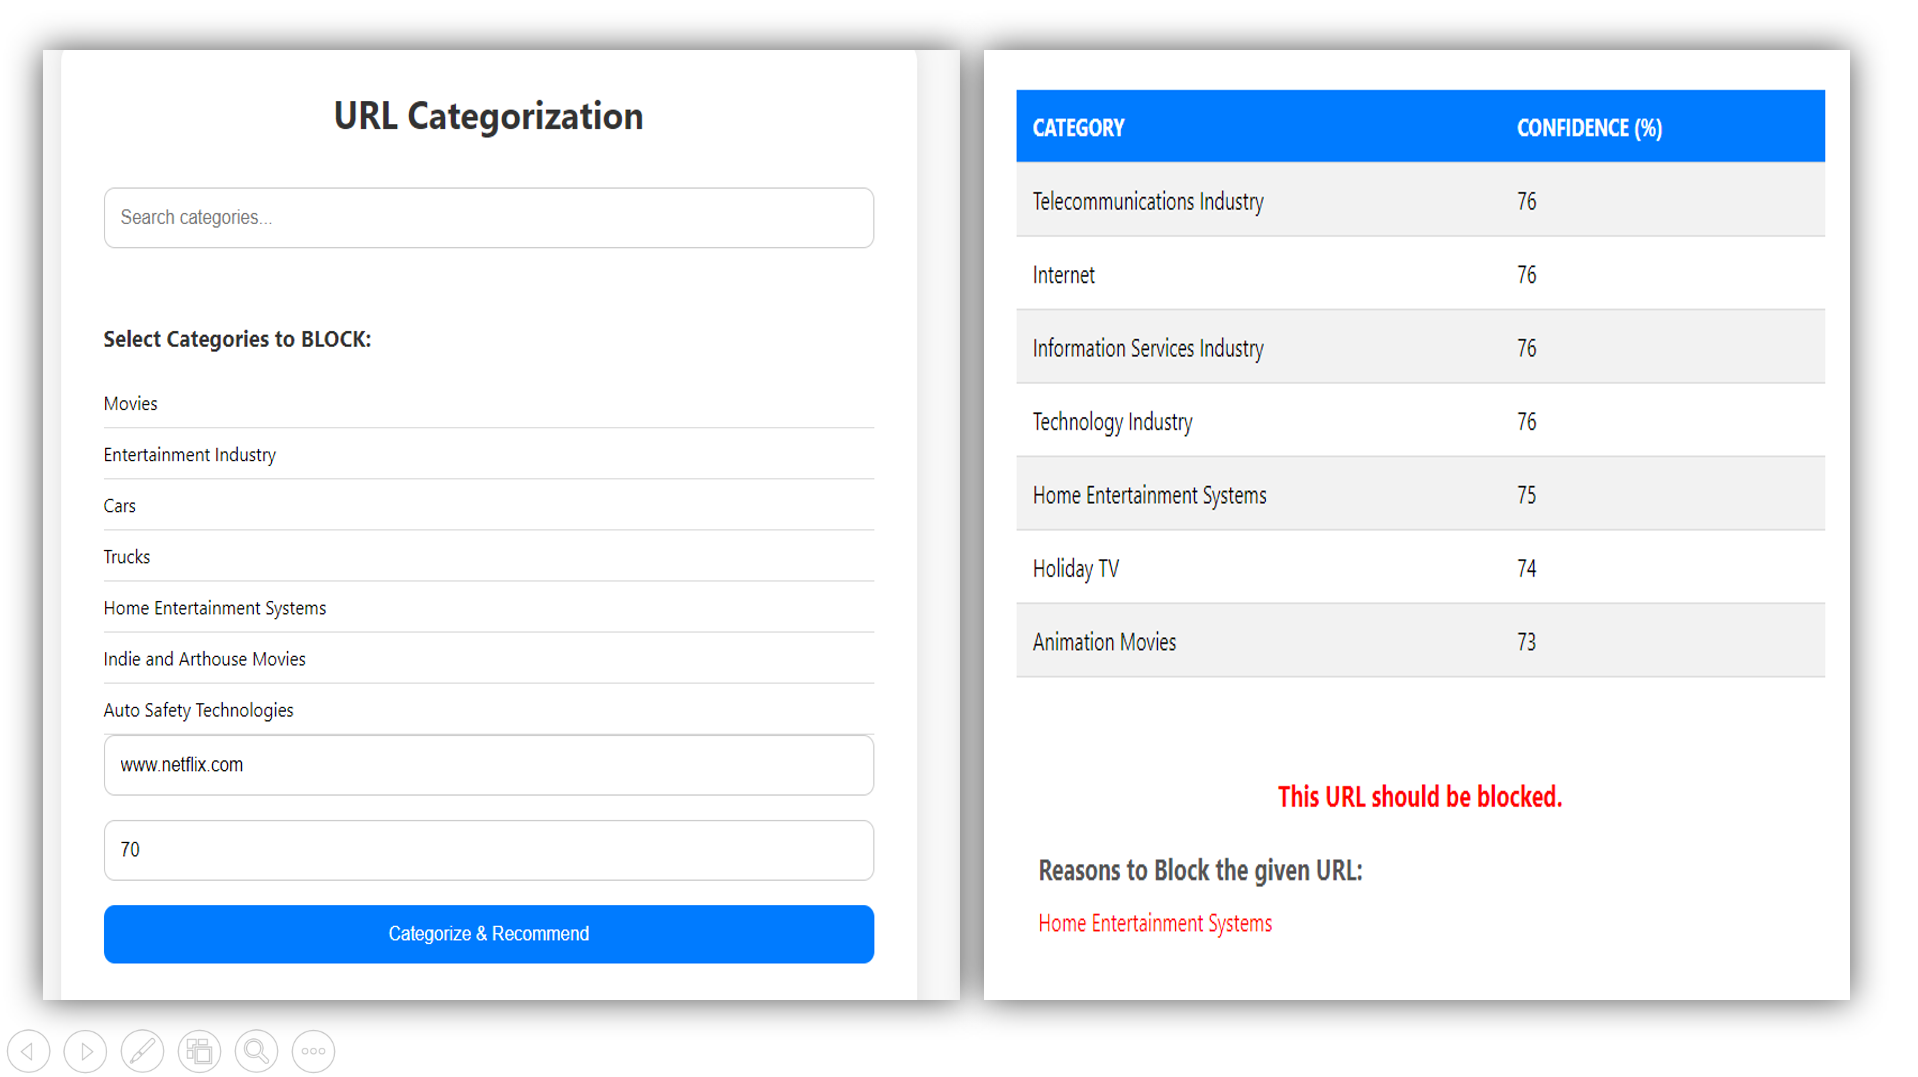 URL Categorization
Search categories...
Select Categories to BLOCK:
Movies
Entertainment Industry
Cars
Trucks
Home Entertainment Systems
Indie and Arthouse Movies
Auto Safety Technologies
www.netflix.com
70
Categorize & Recommend
CATEGORY CONFIDENCE (%)
Telecommunications Industry 76
Internet 76
Information Services Industry 76
Technology Industry 76
Home Entertainment Systems 75
Holiday TV 74
Animation Movies 73
This URL should be blocked.
Reasons to Block the given URL:
Home Entertainment Systems